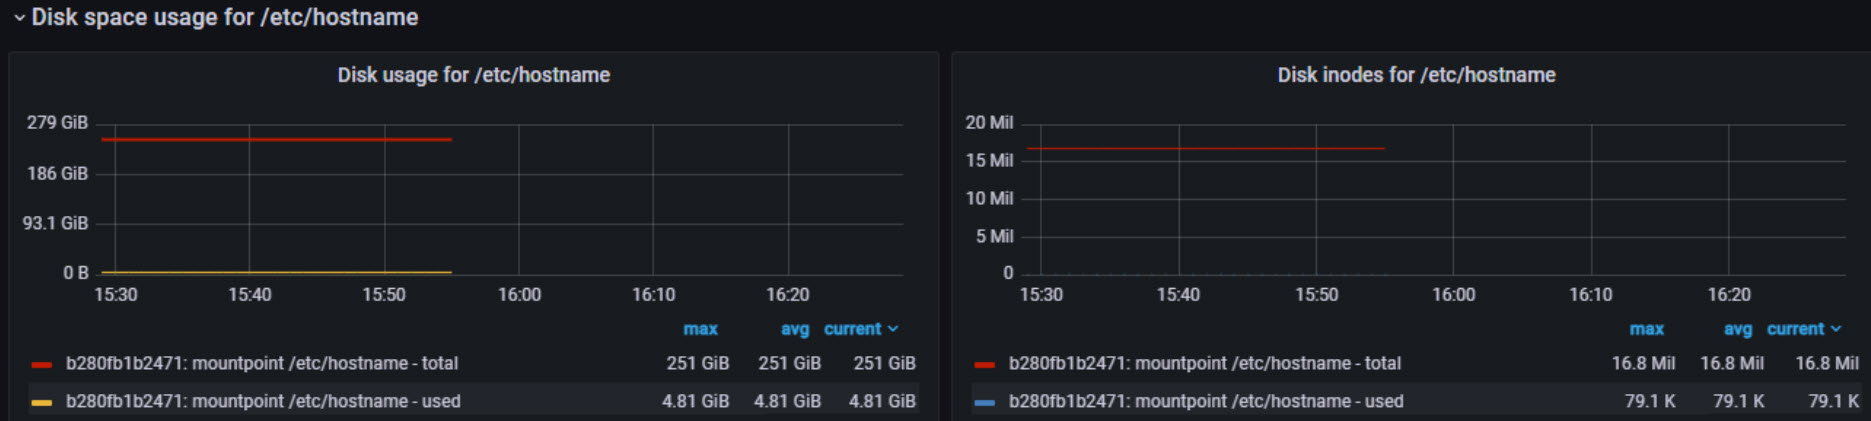 Disk space usage for /etc/hostname
Disk usage for /etc/hostname
279 GiB
186 GiB
93.1 GiB
0 B
15:30 15:40 15:50 16:00 16:10 16:20
max avg current
b280fb1b2471: mountpoint /etc/hostname - total 251 GiB 251 GiB 251 GiB
b280fb1b2471: mountpoint /etc/hostname - used 4.81 GiB 4.81 GiB 4.81 GiB
Disk inodes for /etc/hostname
20 Mil
15 Mil
10 Mil
5 Mil
0
15:30 15:40 15:50 16:00 16:10 16:20
max avg current
b280fb1b2471: mountpoint /etc/hostname - total 16.8 Mil 16.8 Mil 16.8 Mil
b280fb1b2471: mountpoint /etc/hostname - used 79.1 K 79.1 K 79.1 K